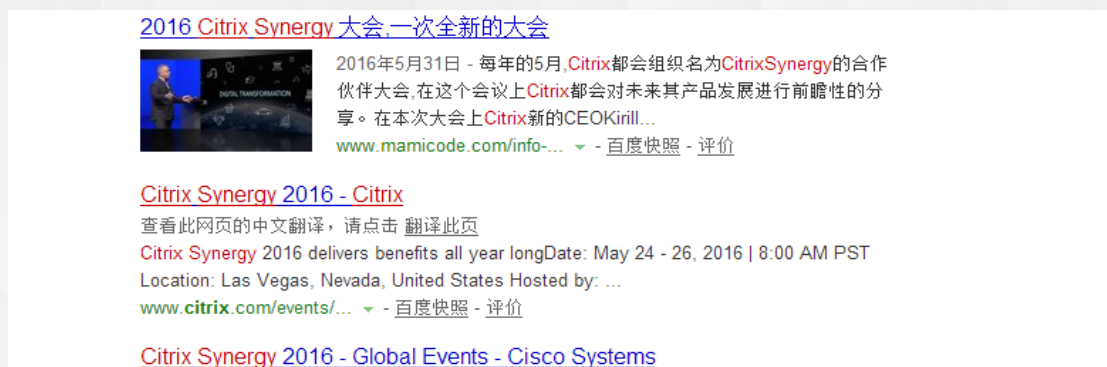 2016 Citrix Synergy 大会,一次全新的大会
DIGITAL TRANSFORMATION
2016年5月31日 - 每年的5月,Citrix都会组织名为CitrixSynergy的合作
伙伴大会,在这个会议上Citrix都会对未来其产品发展进行前瞻性的分
享。在本次大会上Citrix新的CEOKirill...
www.mamicode.com/info-... - 百度快照 - 评价
Citrix Synergy 2016 - Citrix
查看此网页的中文翻译，请点击 翻译此页
Citrix Synergy 2016 delivers benefits all year longDate: May 24 - 26, 2016 | 8:00 AM PST
Location: Las Vegas, Nevada, United States Hosted by: ...
www.citrix.com/events/... - 百度快照 - 评价
Citrix Synergy 2016 - Global Events - Cisco Systems